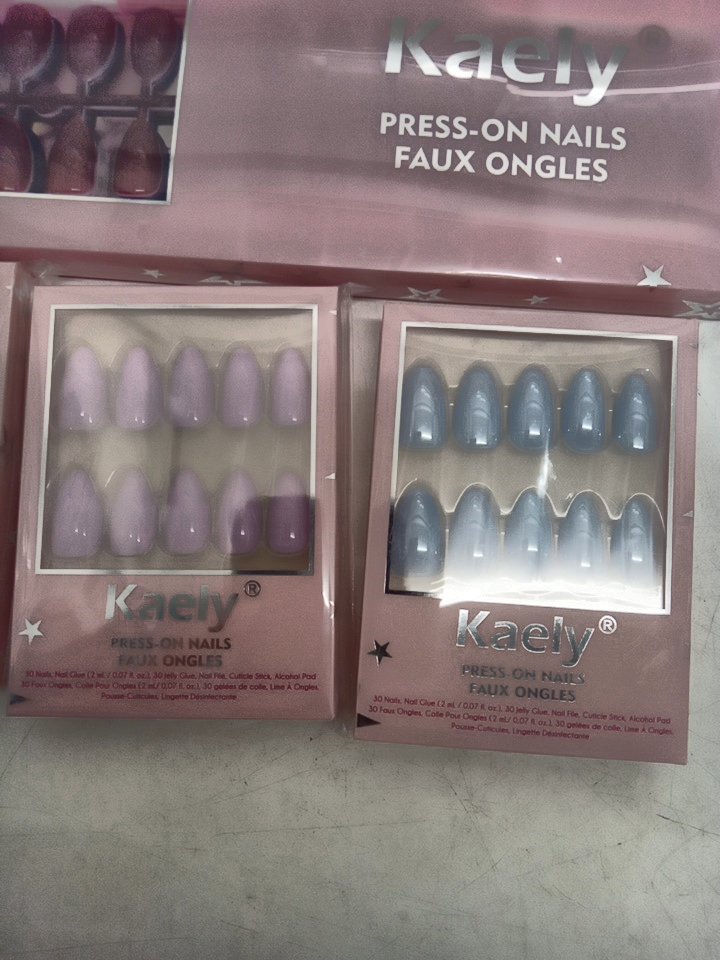 Kaely®
PRESS-ON NAILS
FAUX ONGLES
Kaely®
PRESS-ON NAILS
FAUX ONGLES
30 Nails, Nail Glue (2 mL / 0.07 fl. oz.), 30 Jelly Glue, Nail File, Cuticle Stick, Alcohol Pad
30 Faux Ongles, Colle Pour Ongles (2 mL/ 0.07 fl. oz.), 30 gelées de colle, Lime À Ongles,
Pousse-Cuticules, Lingette Désinfectante.
Kaely®
PRESS-ON NAILS
FAUX ONGLES
30 Nails, Nail Glue (2 mL / 0.07 fl. oz.), 30 Jelly Glue, Nail File, Cuticle Stick, Alcohol Pad
30 Faux Ongles, Colle Pour Ongles (2 mL/ 0.07 fl. oz.), 30 gelées de colle, Lime À Ongles,
Pousse-Cuticules, Lingette Désinfectante